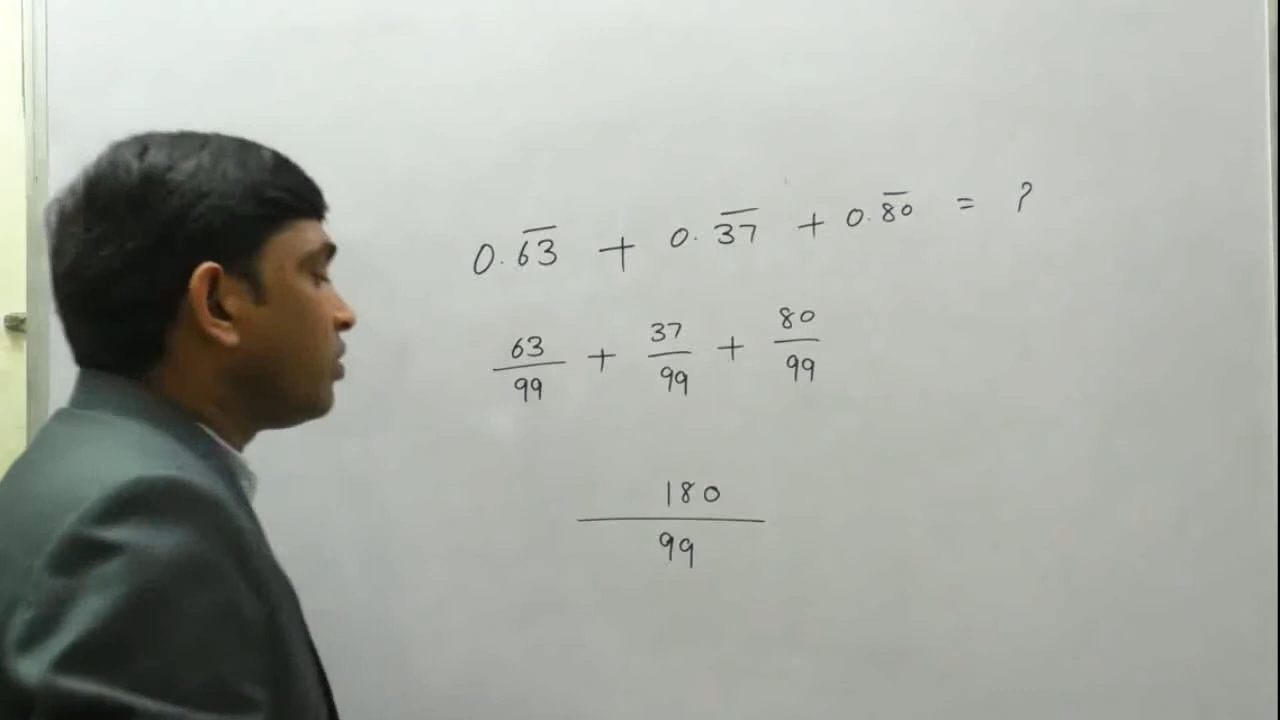 0.6̅3̅ + 0.3̅7̅ + 0.8̅0̅ = ?
63/99 + 37/99 + 80/99
180/99